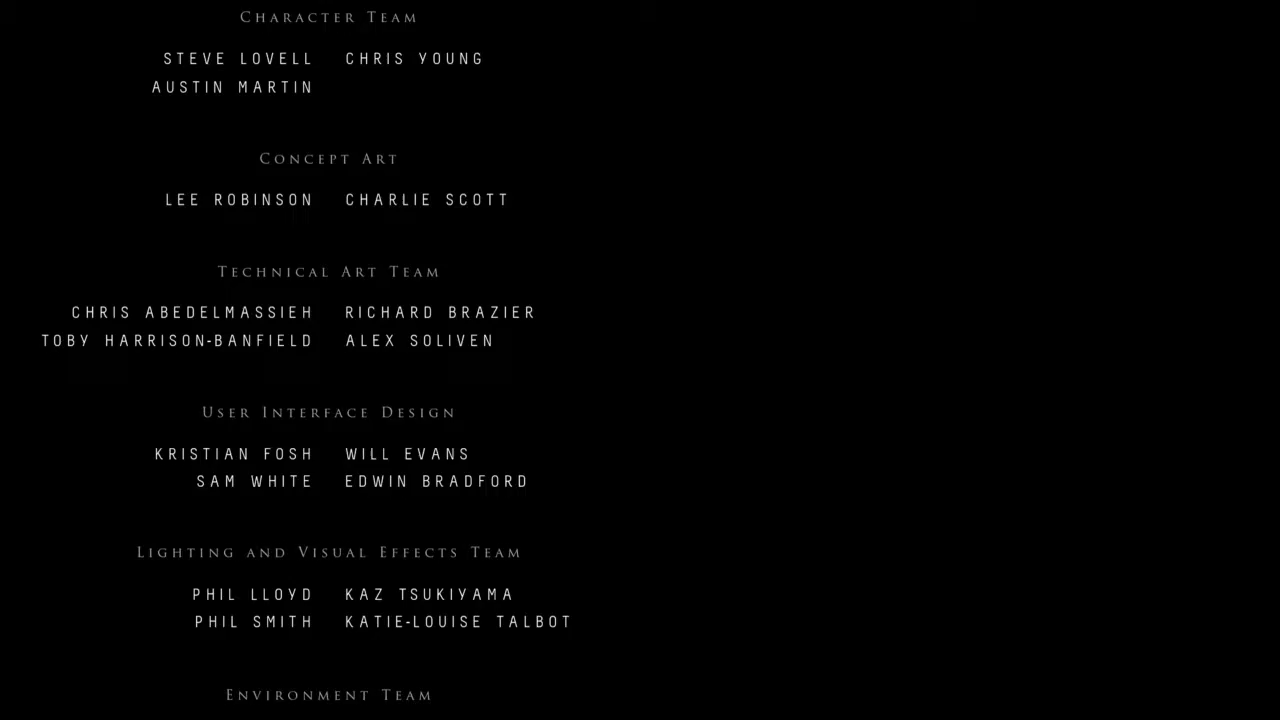 Character Team
STEVE LOVELL CHRIS YOUNG
AUSTIN MARTIN
Concept Art
LEE ROBINSON CHARLIE SCOTT
Technical Art Team
CHRIS ABEDELMASSIEH RICHARD BRAZIER
TOBY HARRISON-BANFIELD ALEX SOLIVEN
User Interface Design
KRISTIAN FOSH WILL EVANS
SAM WHITE EDWIN BRADFORD
Lighting and Visual Effects Team
PHIL LLOYD KAZ TSUKIYAMA
PHIL SMITH KATIE-LOUISE TALBOT
Environment Team